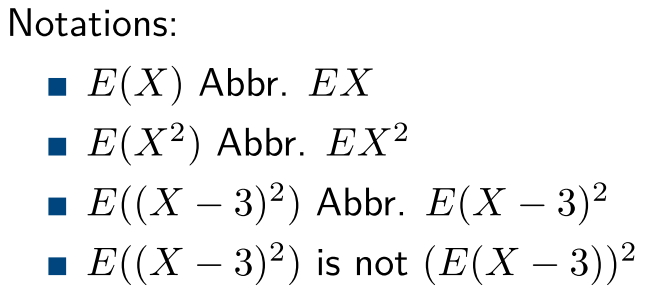 Notations:
■ E(X) Abbr. EX
■ E(X²) Abbr. EX²
■ E((X − 3)²) Abbr. E(X − 3)²
■ E((X − 3)²) is not (E(X − 3))²